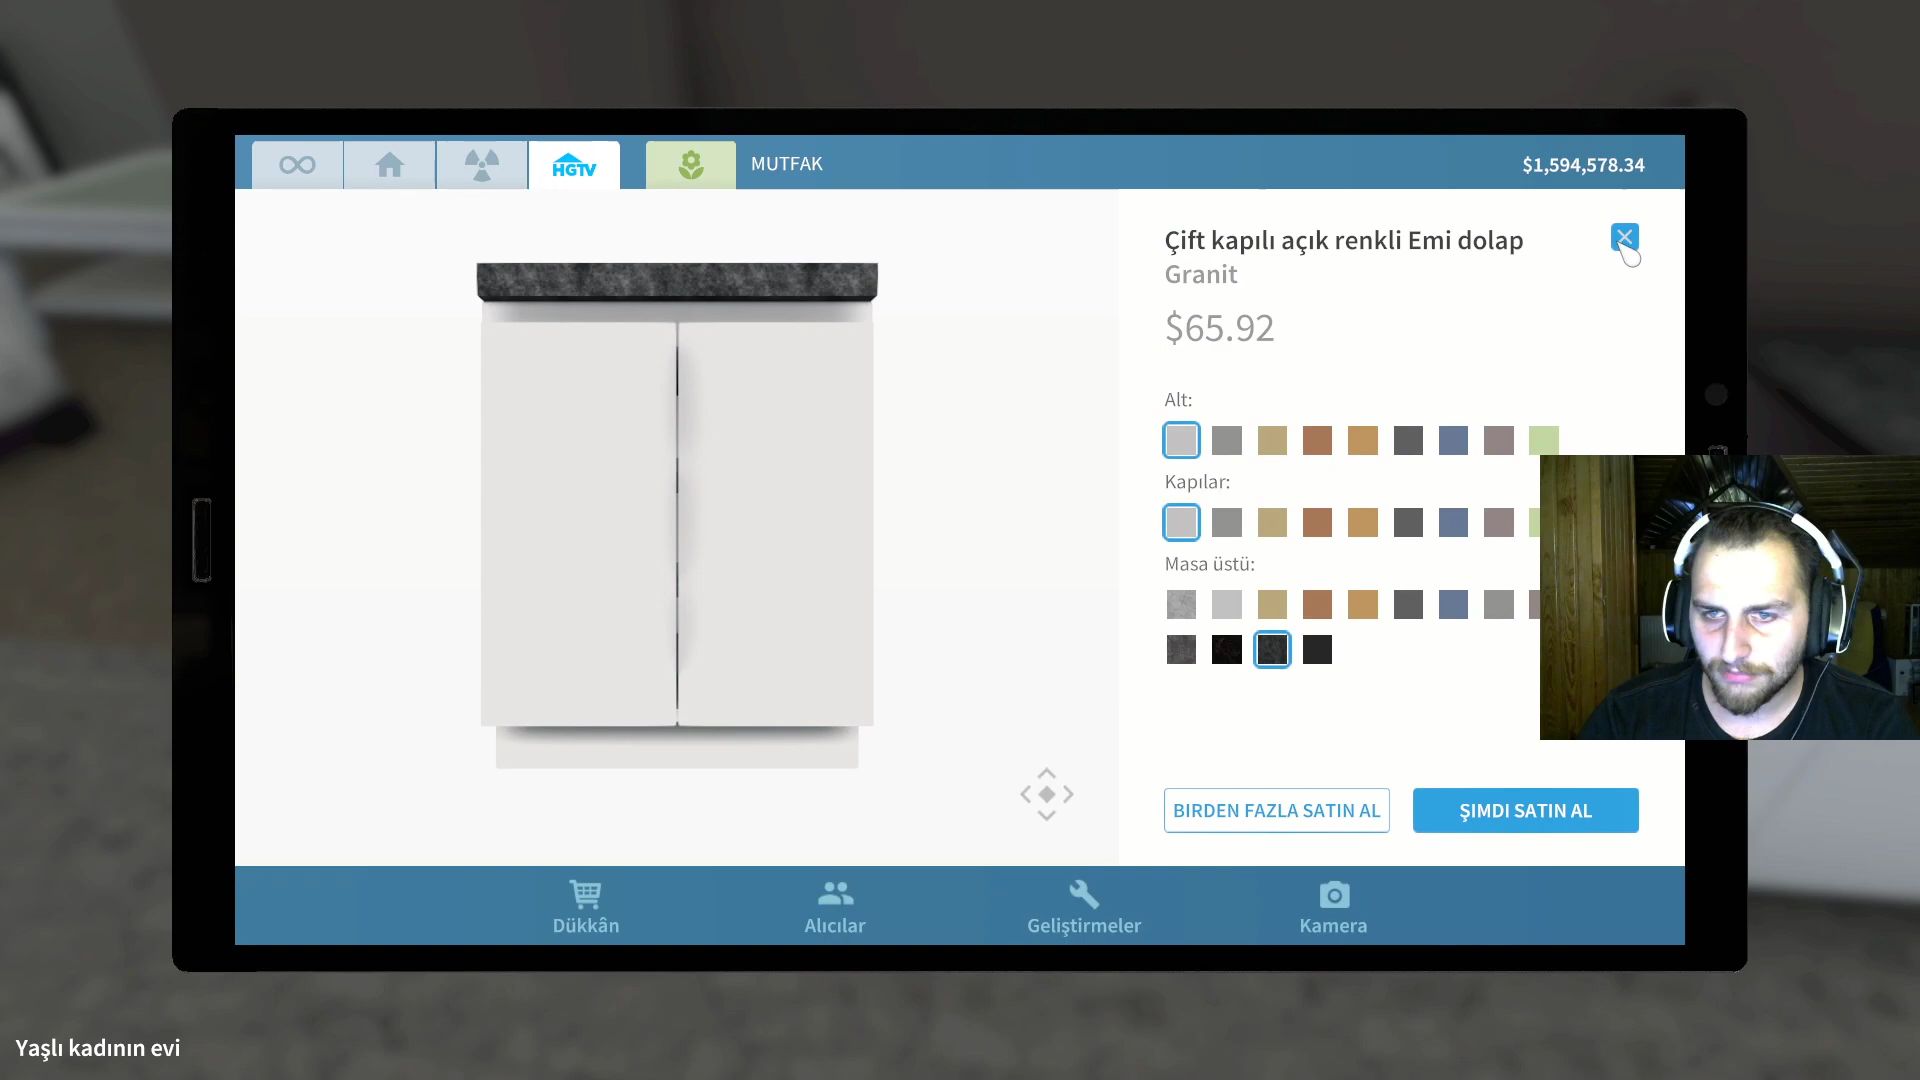 HGTV
MUTFAK
$1,594,578.34
Çift kapılı açık renkli Emi dolap
Granit
$65.92
Alt:
Kapılar:
Masa üstü:
BIRDEN FAZLA SATIN AL
ŞIMDI SATIN AL
Dükkân
Alıcılar
Geliştirmeler
Kamera
Yaşlı kadının evi